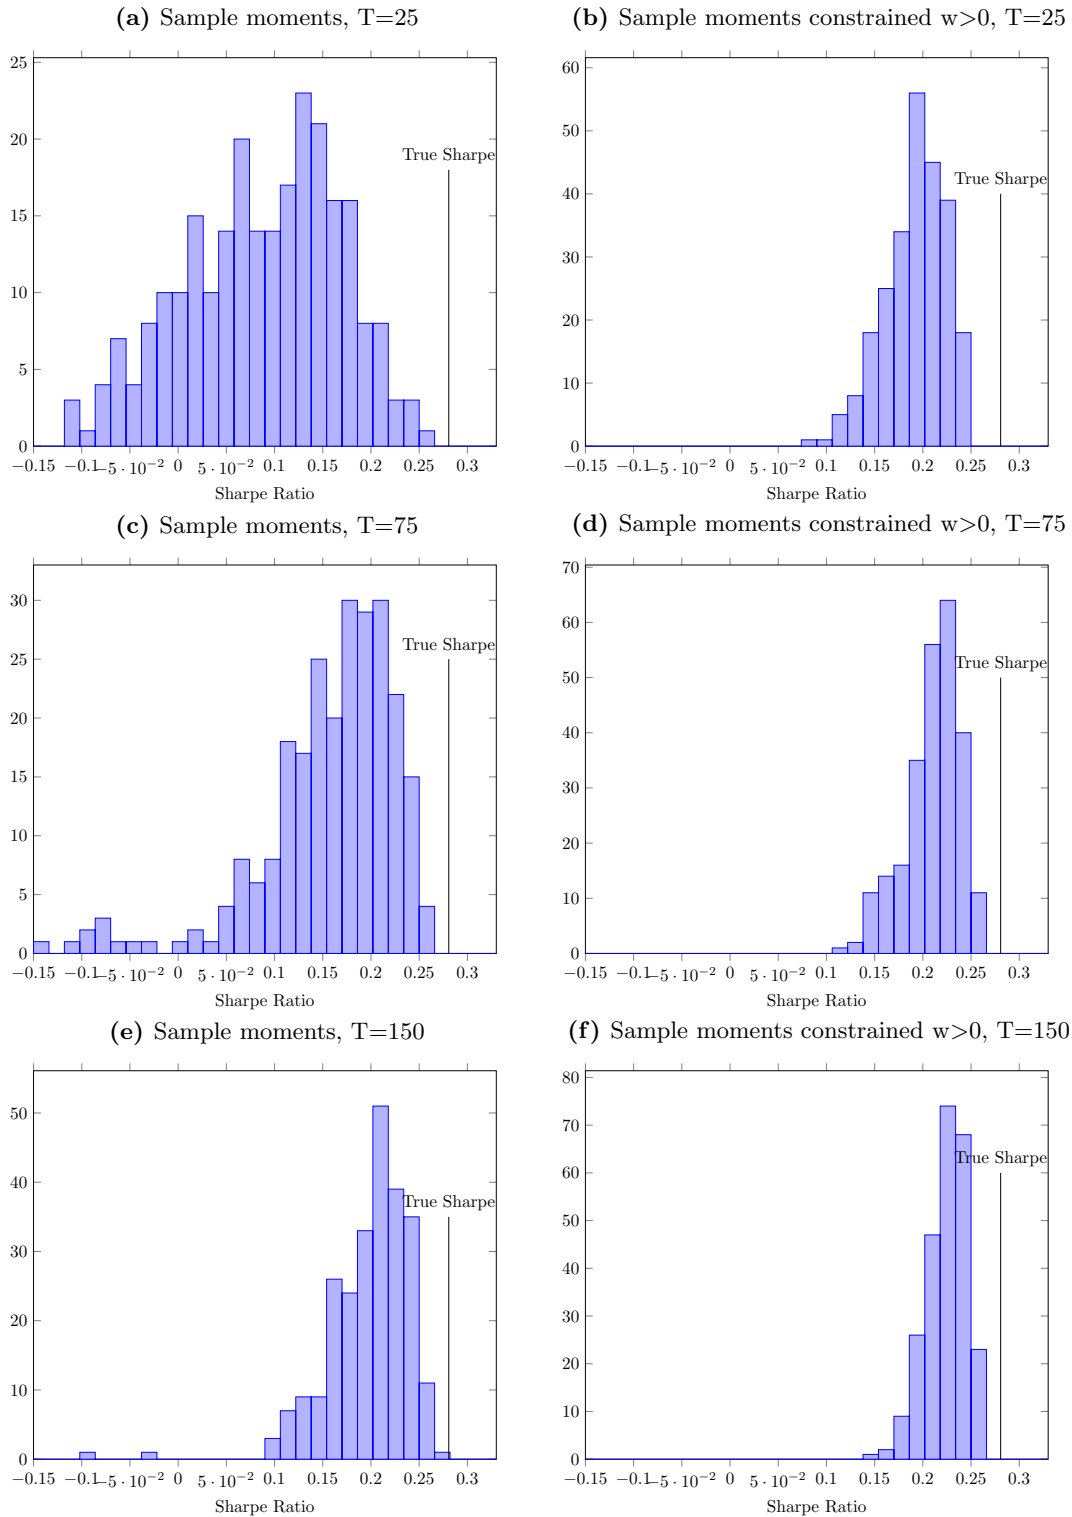 (a) Sample moments, T=25
25
20
15
10
5
0
−0.15 −0.1 −5 · 10−2 0 5 · 10−2 0.1 0.15 0.2 0.25 0.3
True Sharpe
Sharpe Ratio
(b) Sample moments constrained w>0, T=25
60
50
40
30
20
10
0
−0.15 −0.1 −5 · 10−2 0 5 · 10−2 0.1 0.15 0.2 0.25 0.3
True Sharpe
Sharpe Ratio
(c) Sample moments, T=75
30
25
20
15
10
5
0
−0.15 −0.1 −5 · 10−2 0 5 · 10−2 0.1 0.15 0.2 0.25 0.3
True Sharpe
Sharpe Ratio
(d) Sample moments constrained w>0, T=75
70
60
50
40
30
20
10
0
−0.15 −0.1 −5 · 10−2 0 5 · 10−2 0.1 0.15 0.2 0.25 0.3
True Sharpe
Sharpe Ratio
(e) Sample moments, T=150
50
40
30
20
10
0
−0.15 −0.1 −5 · 10−2 0 5 · 10−2 0.1 0.15 0.2 0.25 0.3
True Sharpe
Sharpe Ratio
(f) Sample moments constrained w>0, T=150
80
70
60
50
40
30
20
10
0
−0.15 −0.1 −5 · 10−2 0 5 · 10−2 0.1 0.15 0.2 0.25 0.3
True Sharpe
Sharpe Ratio